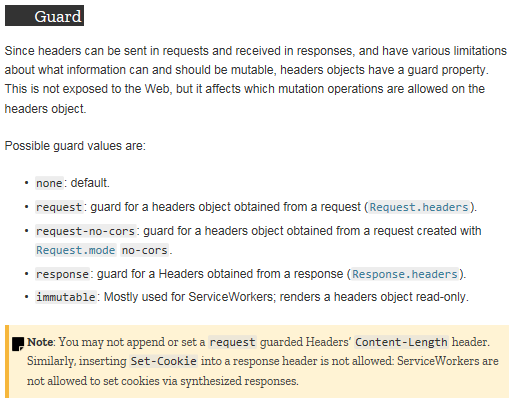 Guard
Since headers can be sent in requests and received in responses, and have various limitations
about what information can and should be mutable, headers objects have a guard property.
This is not exposed to the Web, but it affects which mutation operations are allowed on the
headers object.
Possible guard values are:
• none: default.
• request: guard for a headers object obtained from a request (Request.headers).
• request-no-cors: guard for a headers object obtained from a request created with
Request.mode no-cors.
• response: guard for a Headers obtained from a response (Response.headers).
• immutable: Mostly used for ServiceWorkers; renders a headers object read-only.
Note: You may not append or set a request guarded Headers’ Content-Length header.
Similarly, inserting Set-Cookie into a response header is not allowed: ServiceWorkers are
not allowed to set cookies via synthesized responses.